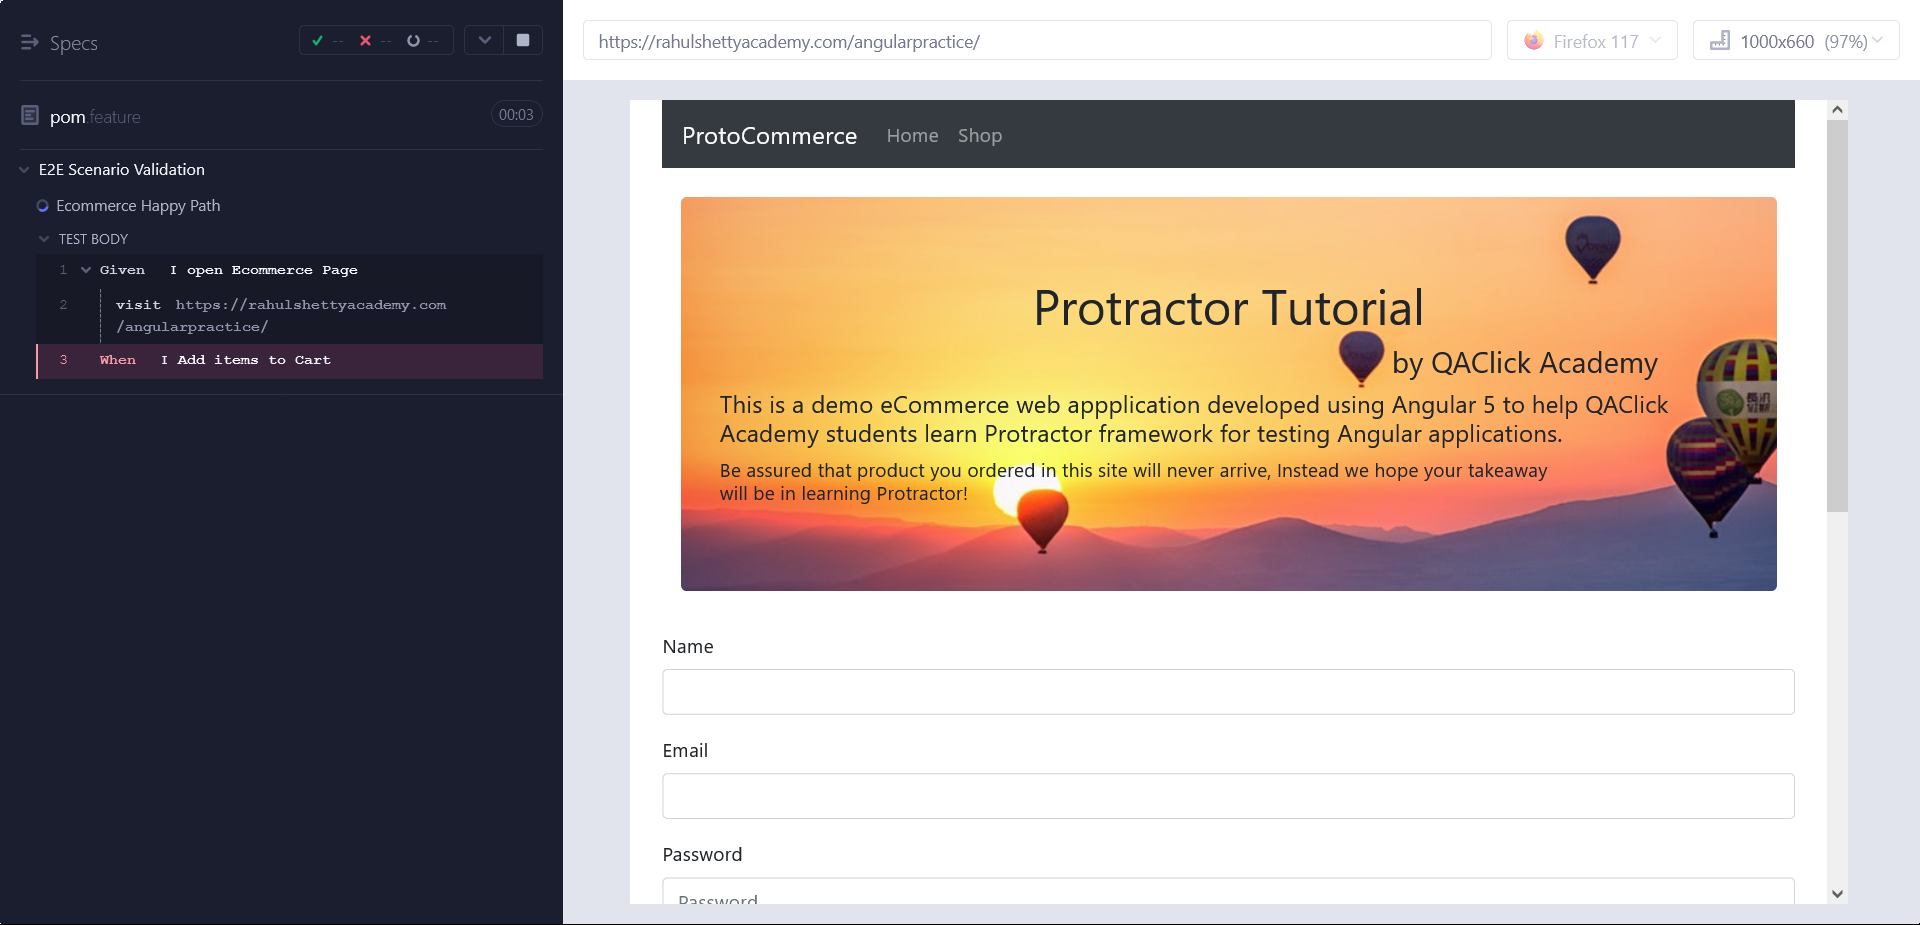 Specs
-- -- --
pom.feature
00:03
E2E Scenario Validation
Ecommerce Happy Path
TEST BODY
1 Given I open Ecommerce Page
2 visit https://rahulshettyacademy.com
/angularpractice/
3 When I Add items to Cart
https://rahulshettyacademy.com/angularpractice/
Firefox 117
1000x660 (97%)
ProtoCommerce Home Shop
Protractor Tutorial
by QAClick Academy
This is a demo eCommerce web appplication developed using Angular 5 to help QAClick
Academy students learn Protractor framework for testing Angular applications.
Be assured that product you ordered in this site will never arrive, Instead we hope your takeaway
will be in learning Protractor!
Name
Email
Password
Password